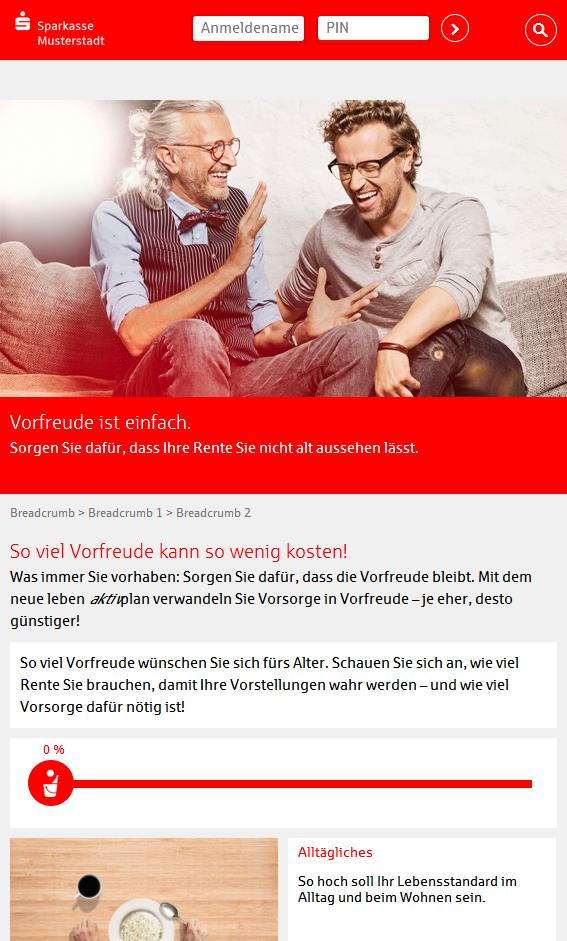 Sparkasse
Musterstadt
Anmeldename
PIN
Vorfreude ist einfach.
Sorgen Sie dafür, dass Ihre Rente Sie nicht alt aussehen lässt.
Breadcrumb > Breadcrumb 1 > Breadcrumb 2
So viel Vorfreude kann so wenig kosten!
Was immer Sie vorhaben: Sorgen Sie dafür, dass die Vorfreude bleibt. Mit dem
neue leben aktivplan verwandeln Sie Vorsorge in Vorfreude – je eher, desto
günstiger!
So viel Vorfreude wünschen Sie sich fürs Alter. Schauen Sie sich an, wie viel
Rente Sie brauchen, damit Ihre Vorstellungen wahr werden – und wie viel
Vorsorge dafür nötig ist!
0 %
Alltägliches
So hoch soll Ihr Lebensstandard im
Alltag und beim Wohnen sein.